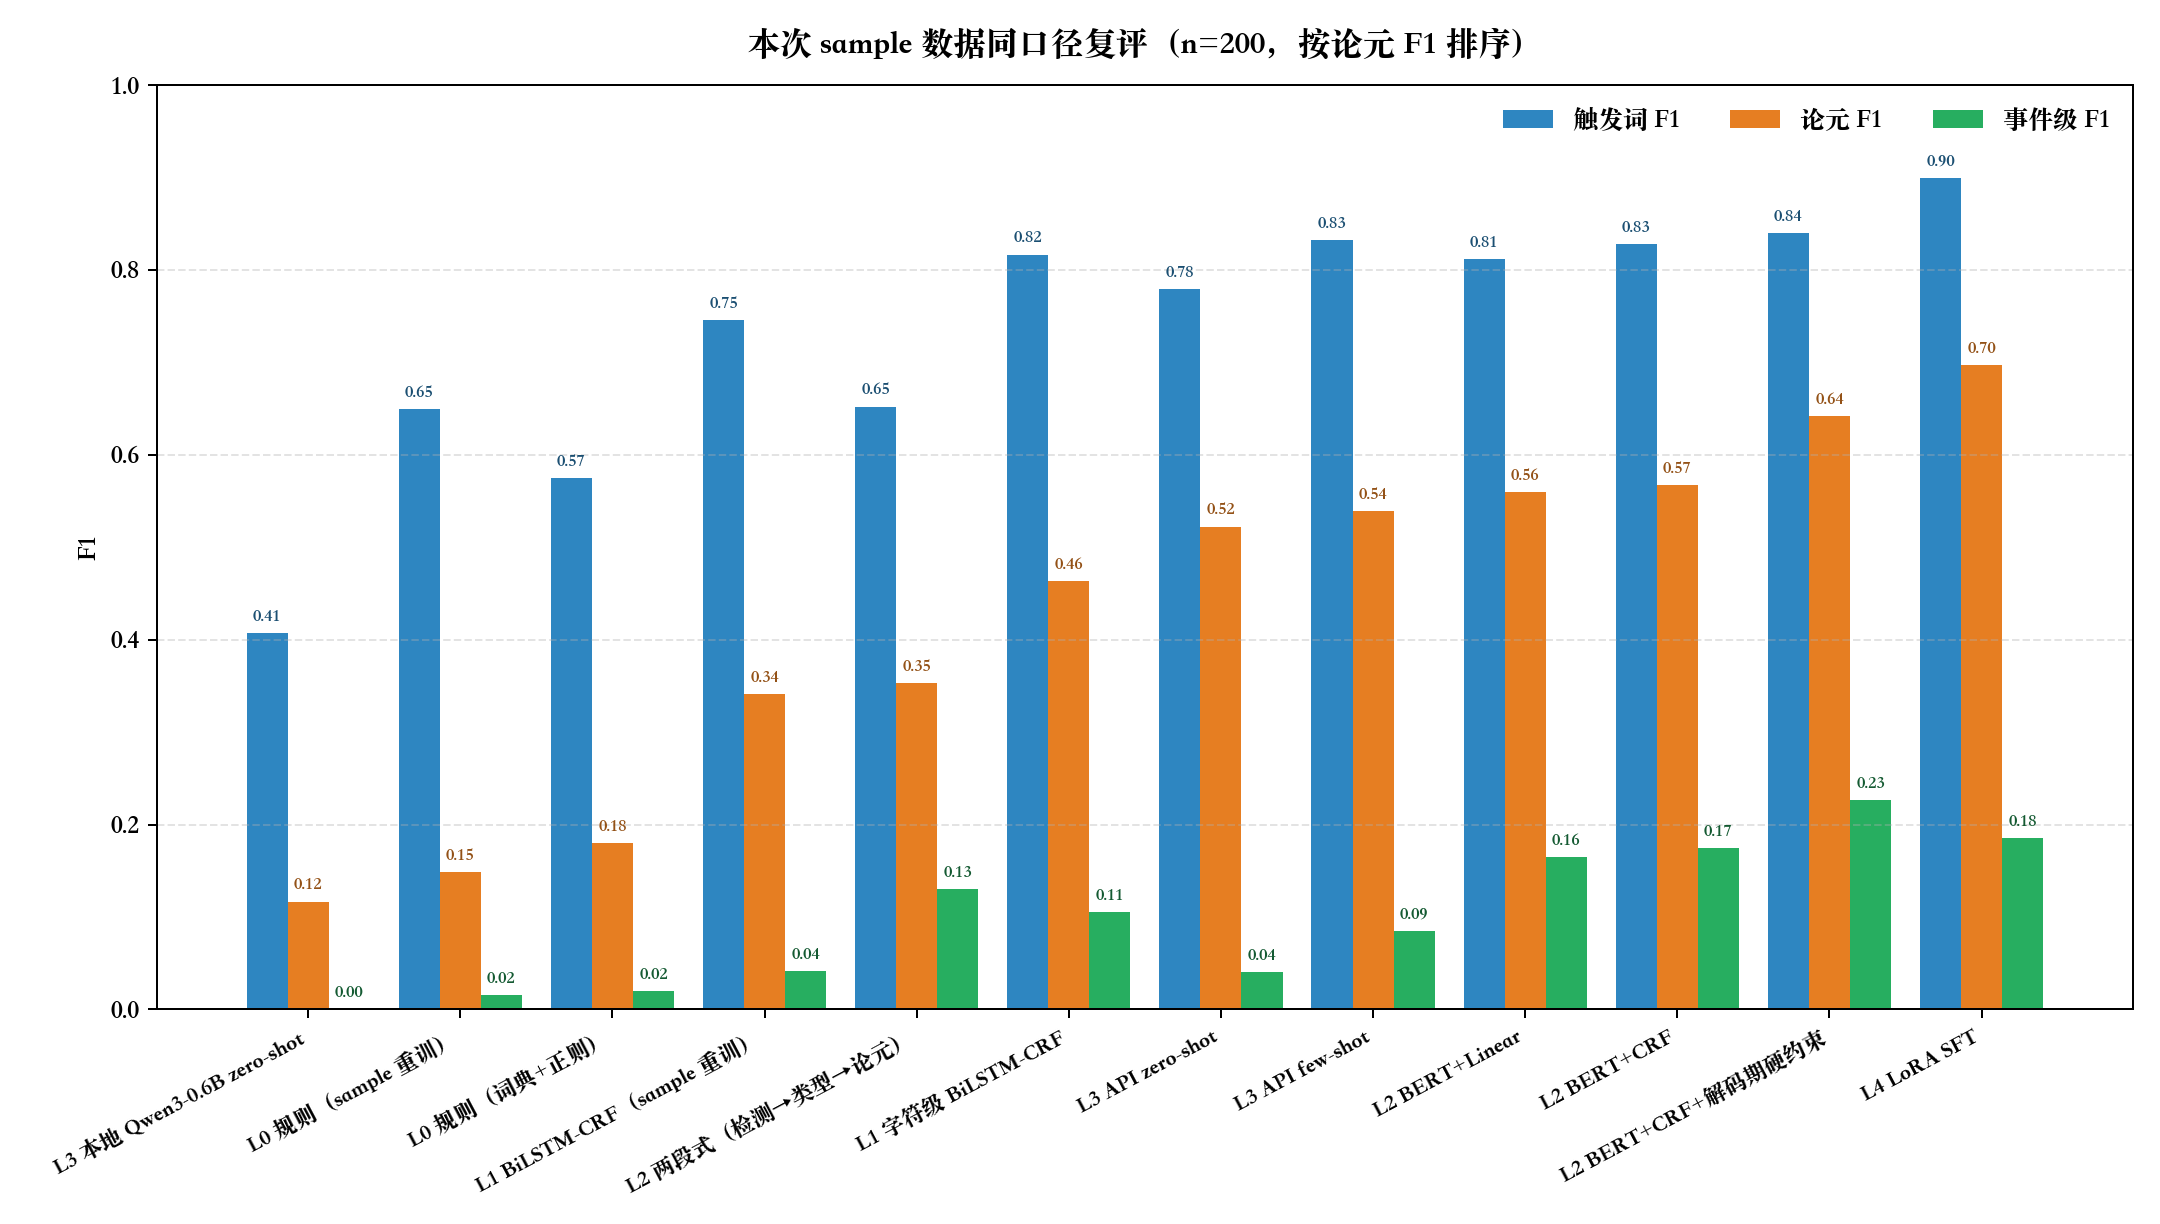 本次 sample 数据同口径复评（n=200，按论元 F1 排序）
触发词 F1
论元 F1
事件级 F1
F1
1.0
0.8
0.6
0.4
0.2
0.0
0.41
0.12
0.00
0.65
0.15
0.02
0.57
0.18
0.02
0.75
0.34
0.04
0.65
0.35
0.13
0.82
0.46
0.11
0.78
0.52
0.04
0.83
0.54
0.09
0.81
0.56
0.16
0.83
0.57
0.17
0.84
0.64
0.23
0.90
0.70
0.18
L3 本地 Qwen3-0.6B zero-shot
L0 规则（sample 重训）
L0 规则（词典+正则）
L1 BiLSTM-CRF（sample 重训）
L2 两段式（检测→类型→论元）
L1 字符级 BiLSTM-CRF
L3 API zero-shot
L3 API few-shot
L2 BERT+Linear
L2 BERT+CRF
L2 BERT+CRF+解码期硬约束
L4 LoRA SFT